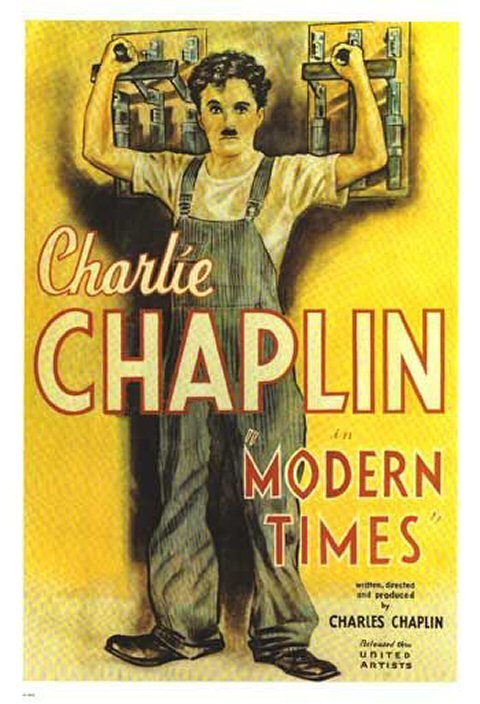 Charlie
CHAPLIN
in
"MODERN
TIMES"
written, directed
and produced
by
CHARLES CHAPLIN
Released thru
UNITED
ARTISTS